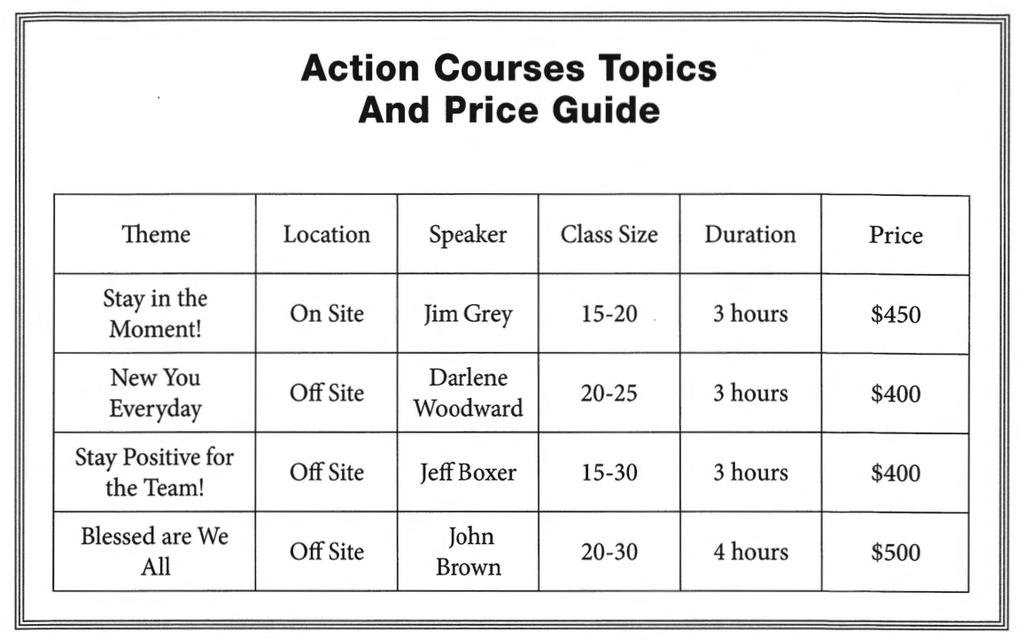 Action Courses Topics
And Price Guide
Theme Location Speaker Class Size Duration Price
Stay in the
Moment!
On Site
Jim Grey
15-20
3 hours
$450
New You
Everyday
Off Site
Darlene
Woodward
20-25
3 hours
$400
Stay Positive for
the Team!
Off Site
Jeff Boxer
15-30
3 hours
$400
Blessed are We
All
Off Site
John
Brown
20-30
4 hours
$500